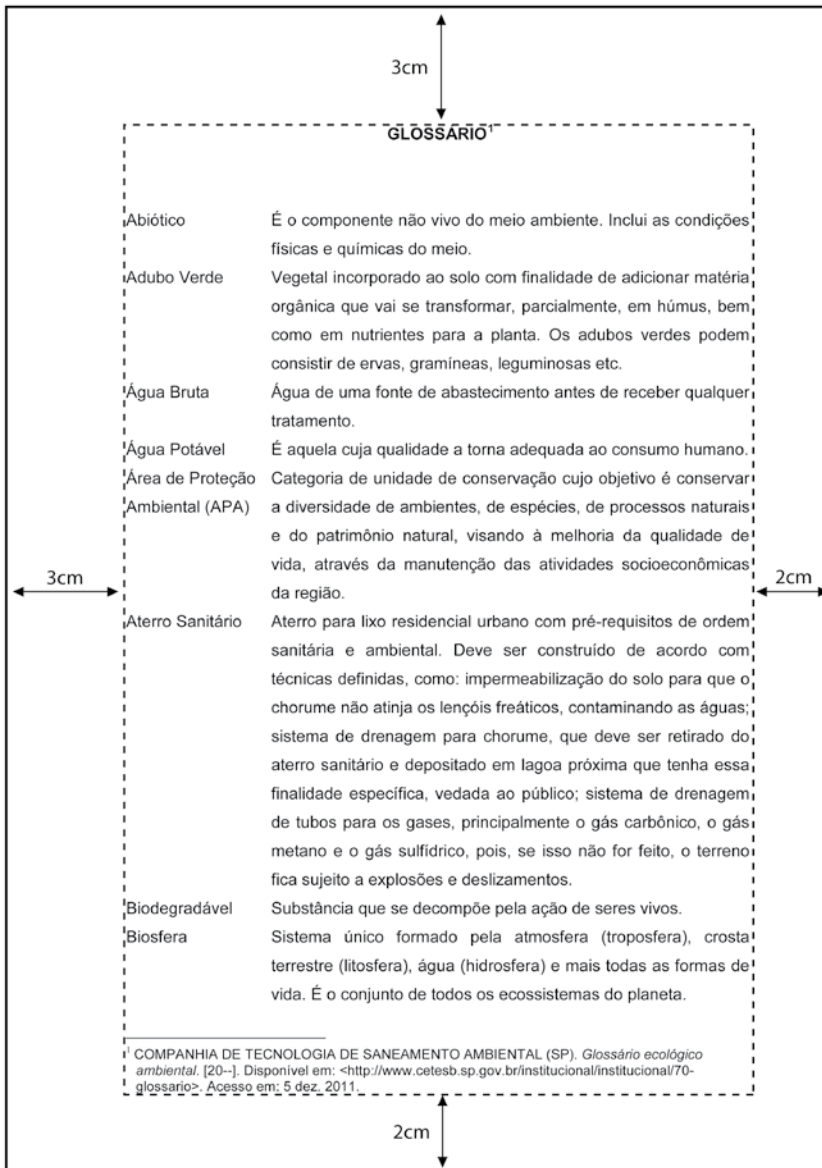 3cm
GLOSSÁRIO¹
Abiótico É o componente não vivo do meio ambiente. Inclui as condições
físicas e químicas do meio.
Adubo Verde Vegetal incorporado ao solo com finalidade de adicionar matéria
orgânica que vai se transformar, parcialmente, em húmus, bem
como em nutrientes para a planta. Os adubos verdes podem
consistir de ervas, gramíneas, leguminosas etc.
Água Bruta Água de uma fonte de abastecimento antes de receber qualquer
tratamento.
Água Potável É aquela cuja qualidade a torna adequada ao consumo humano.
Área de Proteção Categoria de unidade de conservação cujo objetivo é conservar
Ambiental (APA) a diversidade de ambientes, de espécies, de processos naturais
e do patrimônio natural, visando à melhoria da qualidade de
vida, através da manutenção das atividades socioeconômicas
3cm 2cm
da região.
Aterro Sanitário Aterro para lixo residencial urbano com pré-requisitos de ordem
sanitária e ambiental. Deve ser construído de acordo com
técnicas definidas, como: impermeabilização do solo para que o
chorume não atinja os lençóis freáticos, contaminando as águas;
sistema de drenagem para chorume, que deve ser retirado do
aterro sanitário e depositado em lagoa próxima que tenha essa
finalidade específica, vedada ao público; sistema de drenagem
de tubos para os gases, principalmente o gás carbônico, o gás
metano e o gás sulfídrico, pois, se isso não for feito, o terreno
fica sujeito a explosões e deslizamentos.
Biodegradável Substância que se decompõe pela ação de seres vivos.
Biosfera Sistema único formado pela atmosfera (troposfera), crosta
terrestre (litosfera), água (hidrosfera) e mais todas as formas de
vida. É o conjunto de todos os ecossistemas do planeta.
¹ COMPANHIA DE TECNOLOGIA DE SANEAMENTO AMBIENTAL (SP). Glossário ecológico
ambiental. [20--]. Disponível em: <http://www.cetesb.sp.gov.br/institucional/institucional/70-
glossario>. Acesso em: 5 dez. 2011.
2cm